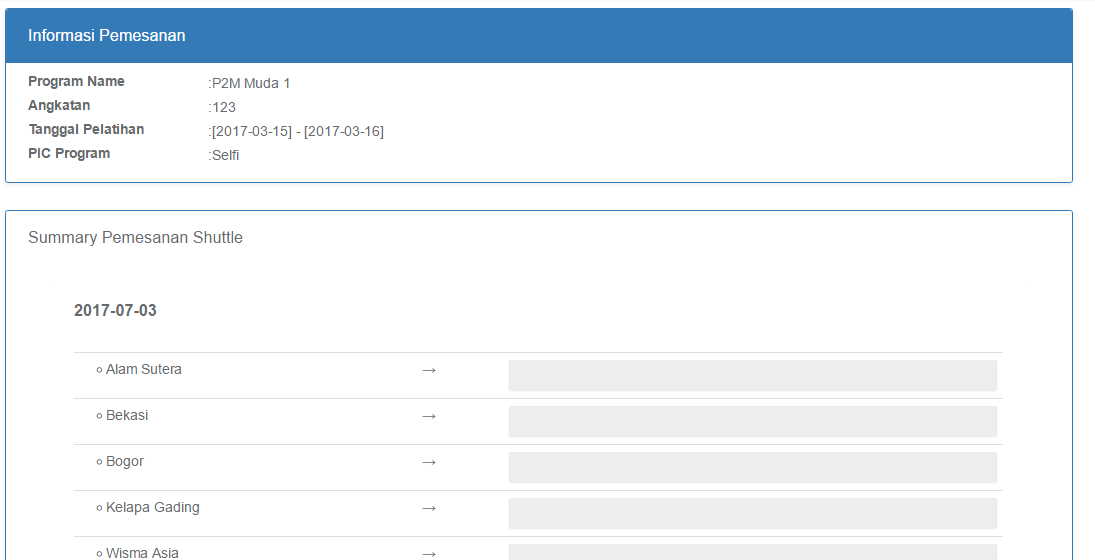 Informasi Pemesanan
Program Name :P2M Muda 1
Angkatan :123
Tanggal Pelatihan :[2017-03-15] - [2017-03-16]
PIC Program :Selfi
Summary Pemesanan Shuttle
2017-07-03
Alam Sutera →
Bekasi →
Bogor →
Kelapa Gading →
Wisma Asia →